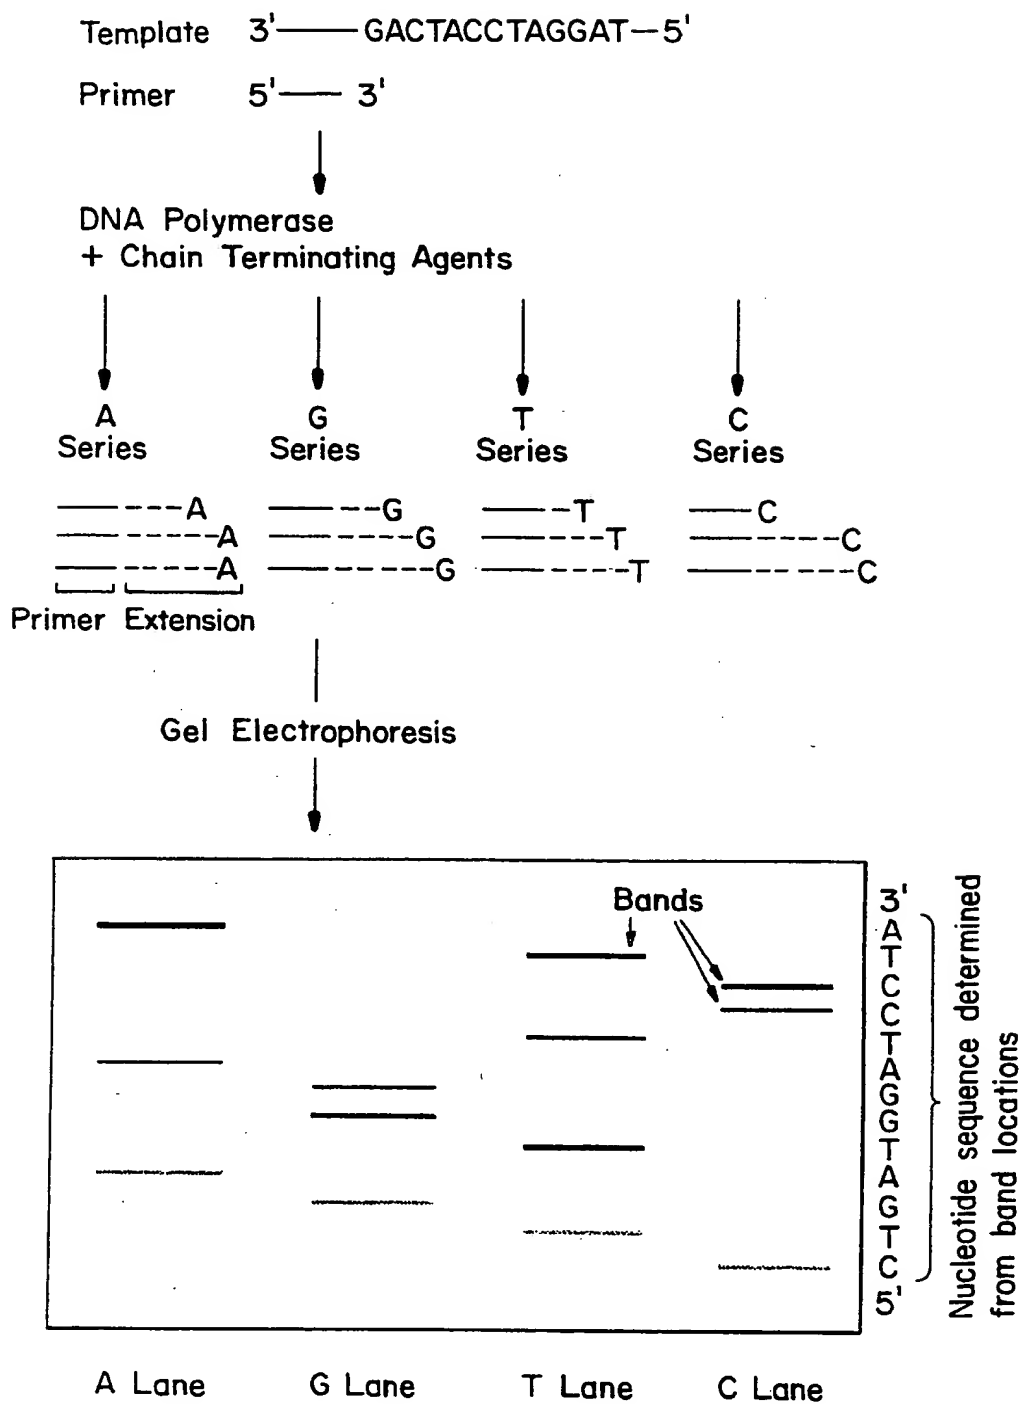 Template 3'——GACTACCTAGGAT—5'
Primer 5'—— 3'
DNA Polymerase
+ Chain Terminating Agents
A Series
G Series
T Series
C Series
—— ---A
—— ---G
—— --T
—— C
—— -----A
—— -----G
—— ----T
—— -----C
—— -----A
—— ------G
—— -----T
—— ------C
Primer Extension
Gel Electrophoresis
Bands
3'
A
T
C
C
T
A
G
G
T
A
G
T
C
5'
Nucleotide sequence determined
from band locations
A Lane G Lane T Lane C Lane